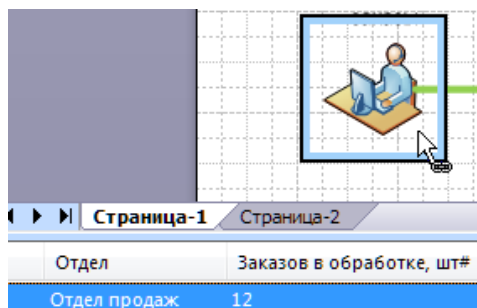 Страница-1 Страница-2
Отдел Заказов в обработке, шт#
Отдел продаж 12